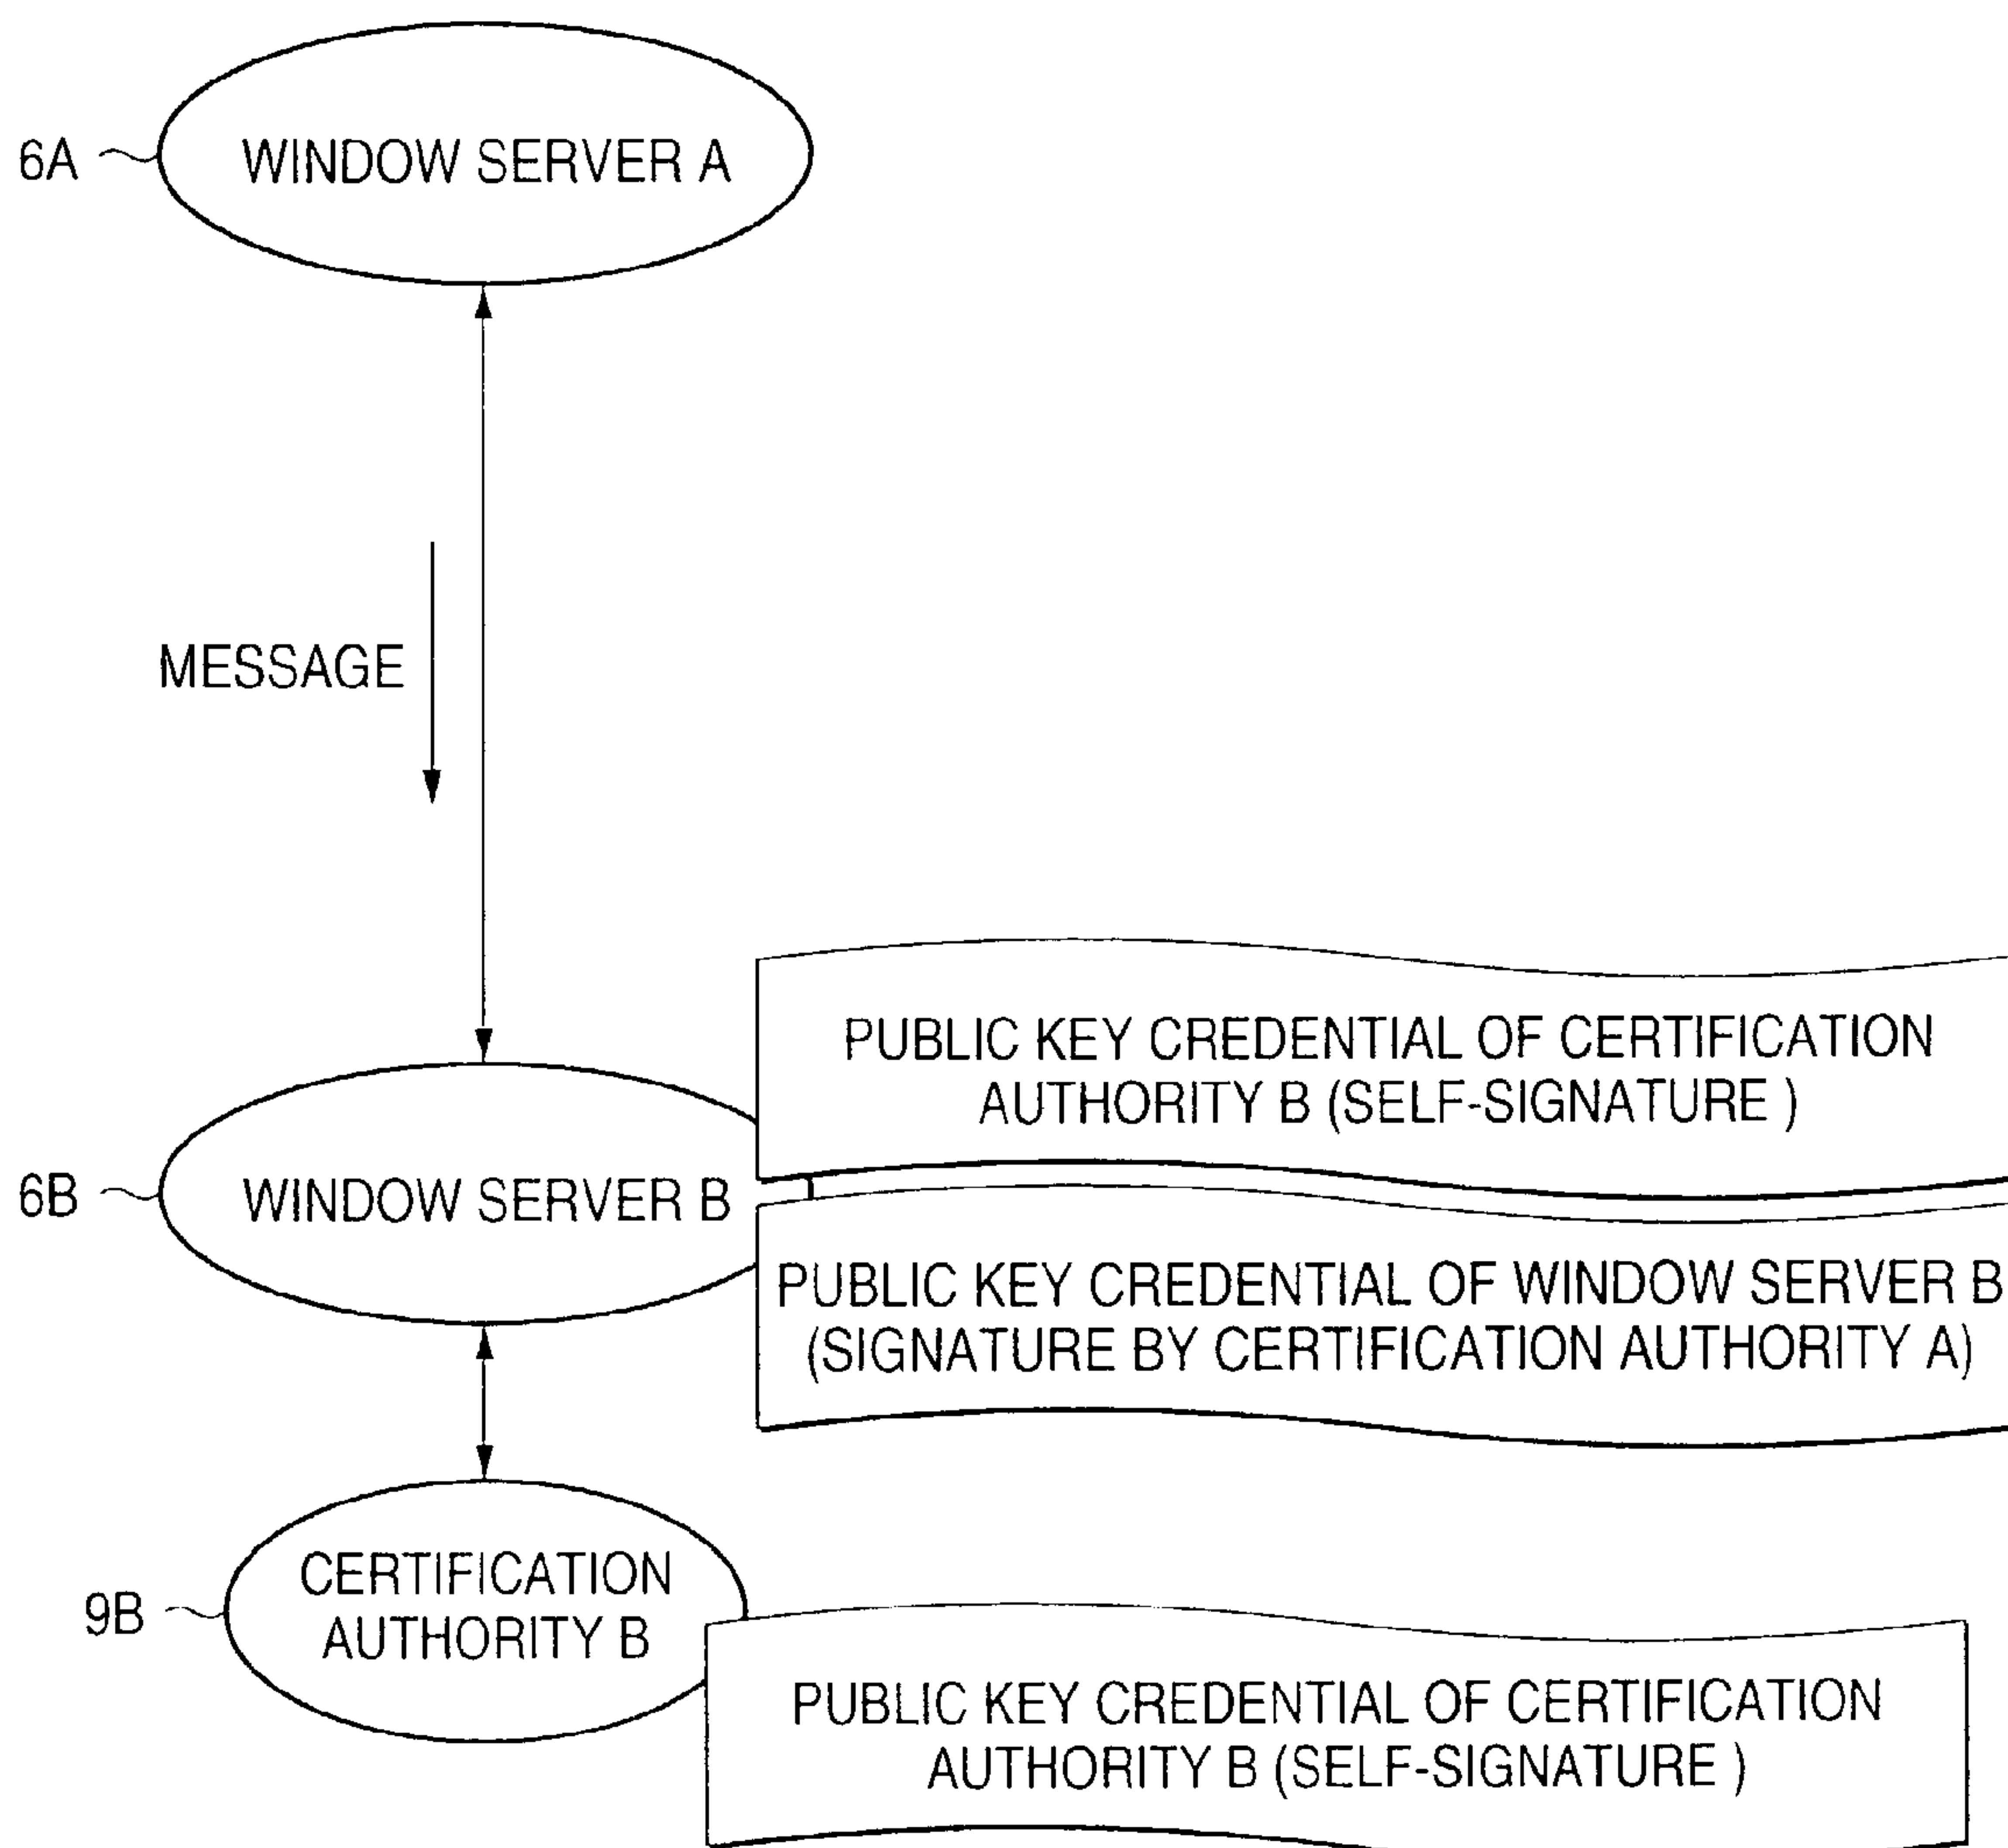 6A
WINDOW SERVER A
MESSAGE
PUBLIC KEY CREDENTIAL OF CERTIFICATION
AUTHORITY B (SELF-SIGNATURE )
6B
WINDOW SERVER B
PUBLIC KEY CREDENTIAL OF WINDOW SERVER B
(SIGNATURE BY CERTIFICATION AUTHORITY A)
9B
CERTIFICATION
AUTHORITY B
PUBLIC KEY CREDENTIAL OF CERTIFICATION
AUTHORITY B (SELF-SIGNATURE )